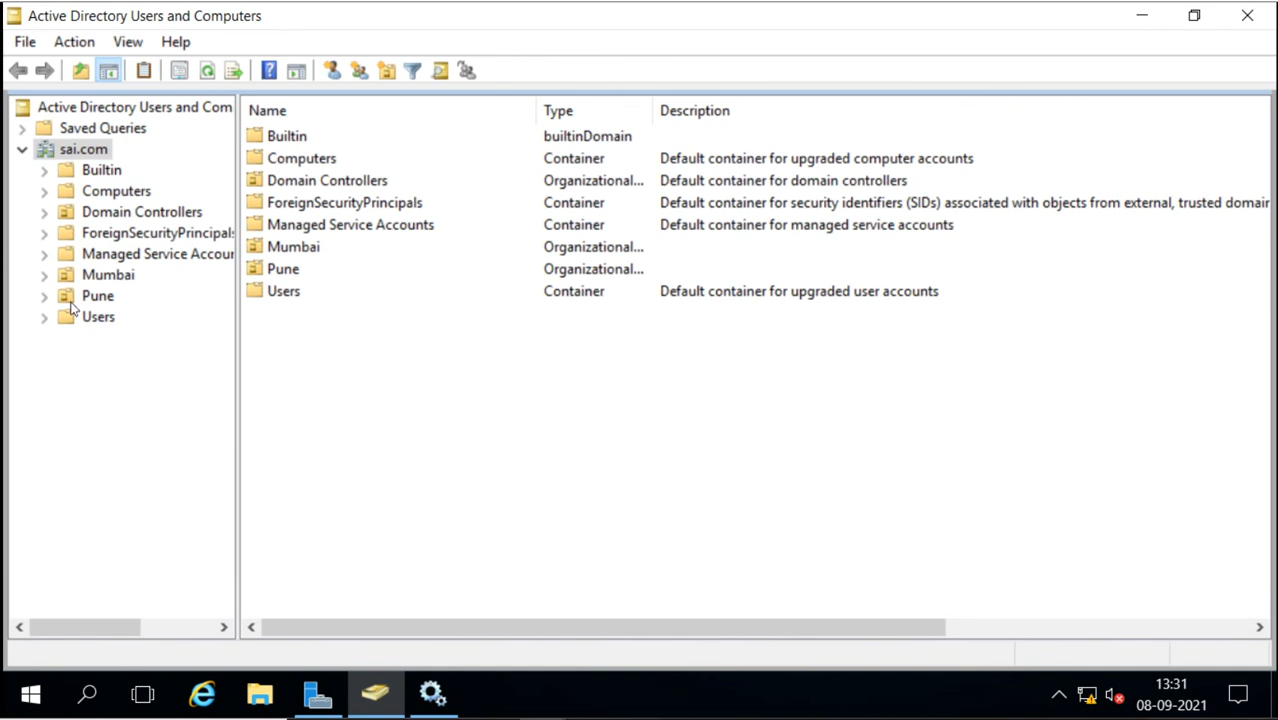 Active Directory Users and Computers
File Action View Help
Active Directory Users and Com
Saved Queries
sai.com
Builtin
Computers
Domain Controllers
ForeignSecurityPrincipals
Managed Service Accour
Mumbai
Pune
Users
Name Type Description
Builtin builtinDomain
Computers Container Default container for upgraded computer accounts
Domain Controllers Organizational... Default container for domain controllers
ForeignSecurityPrincipals Container Default container for security identifiers (SIDs) associated with objects from external, trusted domain
Managed Service Accounts Container Default container for managed service accounts
Mumbai Organizational...
Pune Organizational...
Users Container Default container for upgraded user accounts
13:31
08-09-2021